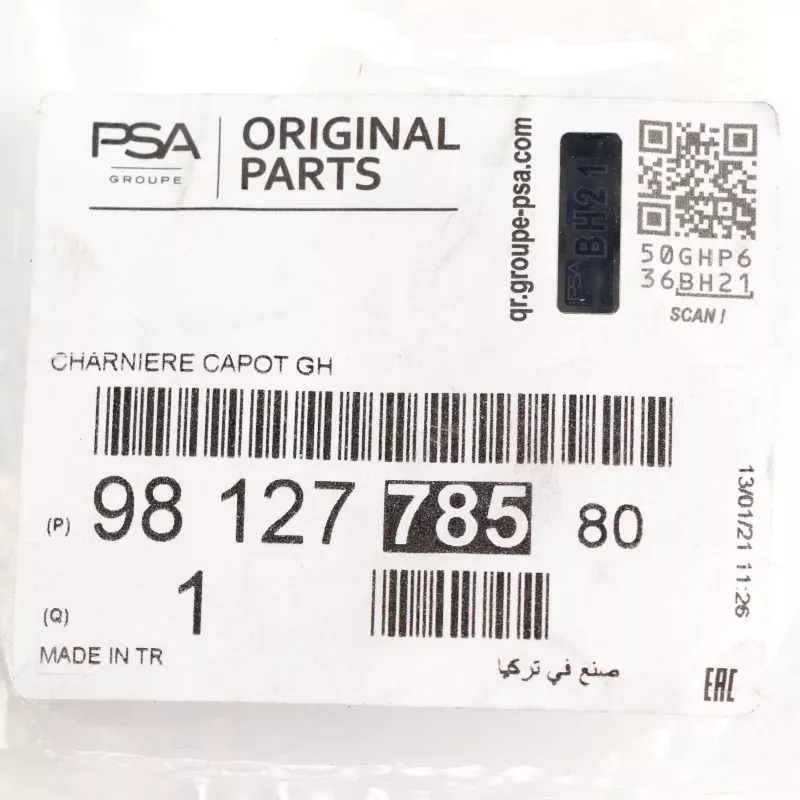 PSA
GROUPE
ORIGINAL
PARTS
qr.groupe-psa.com
PSA BH21
50GHP6
36BH21
SCAN !
CHARNIERE CAPOT GH
(P) 98 127 785 80
13/01/21 11:26
(Q) 1
MADE IN TR
صنع في تركيا
EAC